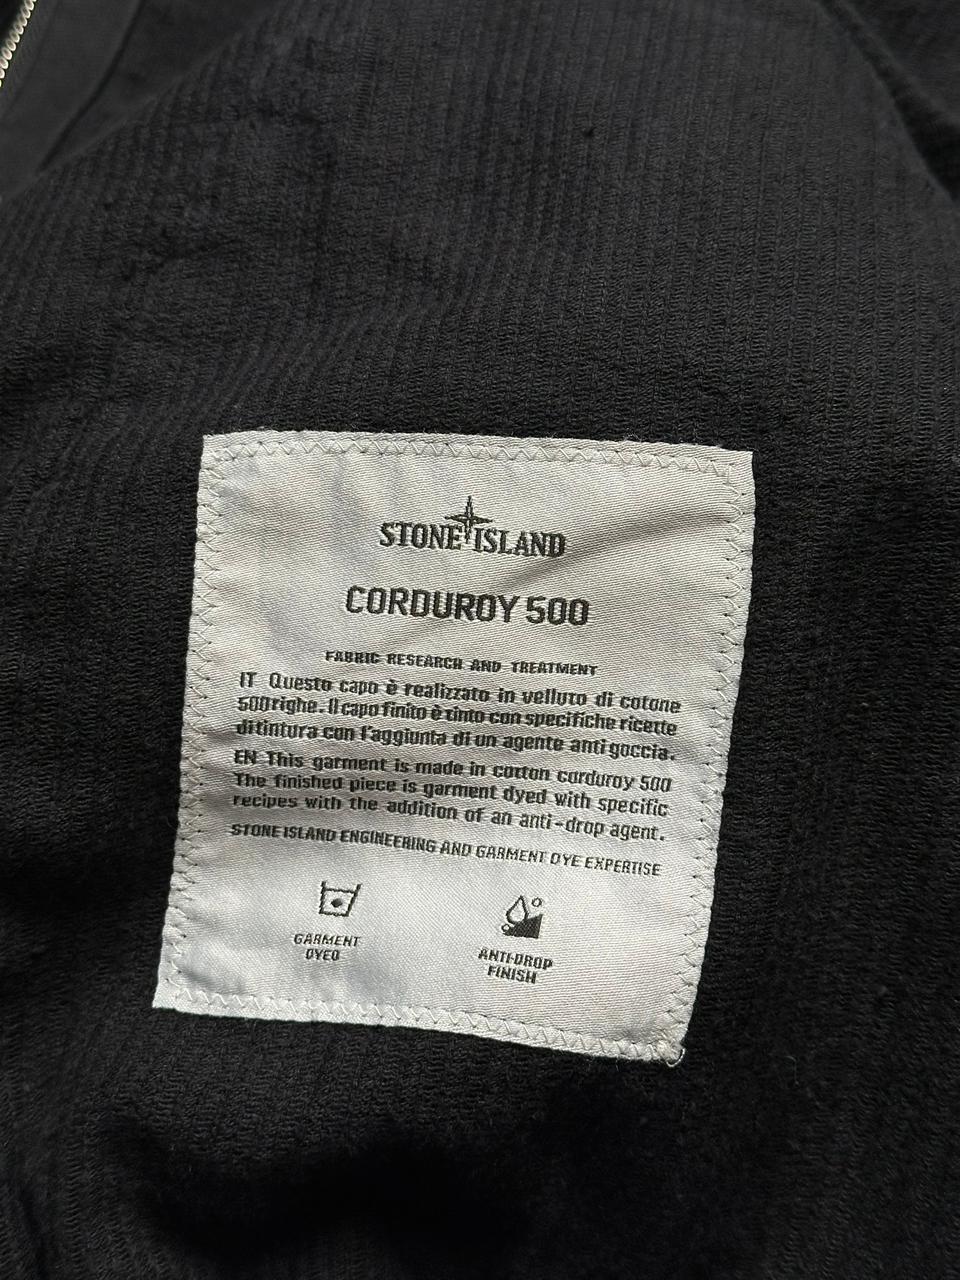 STONE ISLAND
CORDUROY 500
FABRIC RESEARCH AND TREATMENT
IT Questo capo è realizzato in velluto di cotone
500 righe. Il capo finito è tinto con specifiche ricette
di tintura con l'aggiunta di un agente anti goccia.
EN This garment is made in cotton corduroy 500
The finished piece is garment dyed with specific
recipes with the addition of an anti-drop agent.
STONE ISLAND ENGINEERING AND GARMENT DYE EXPERTISE
GARMENT
DYED
ANTI-DROP
FINISH